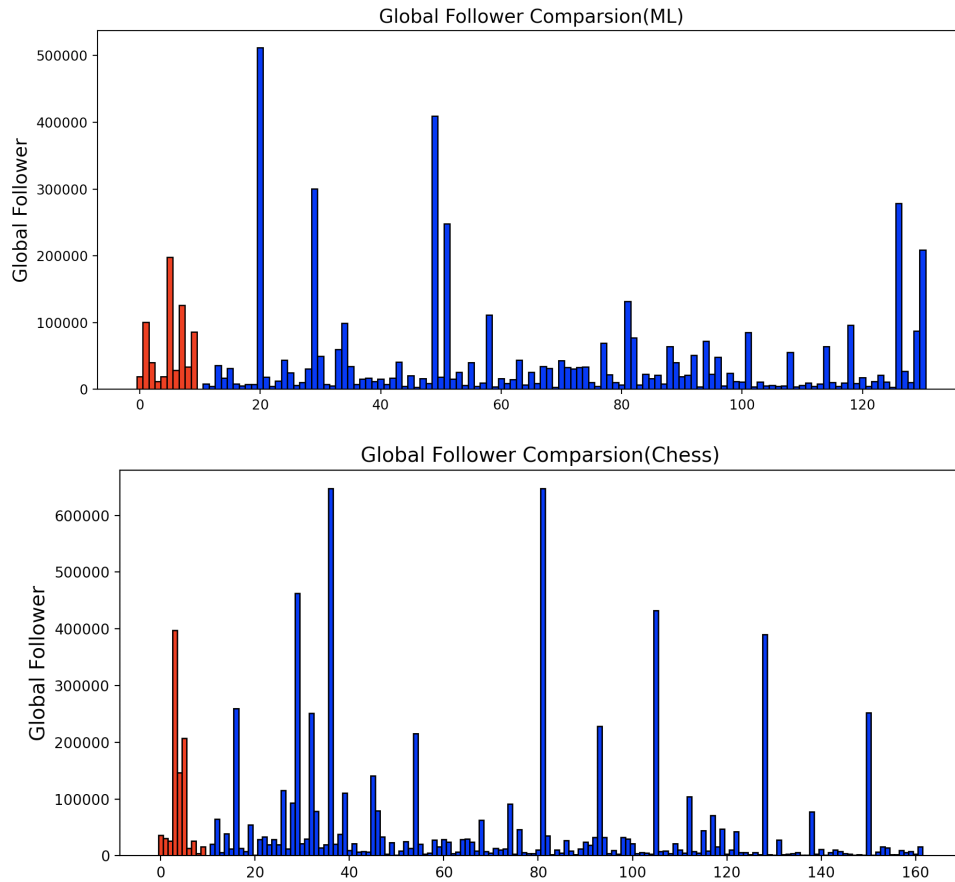 Global Follower Comparsion(ML)
Global Follower
500000
400000
300000
200000
100000
0
0 20 40 60 80 100 120
Global Follower Comparsion(Chess)
Global Follower
600000
500000
400000
300000
200000
100000
0
0 20 40 60 80 100 120 140 160